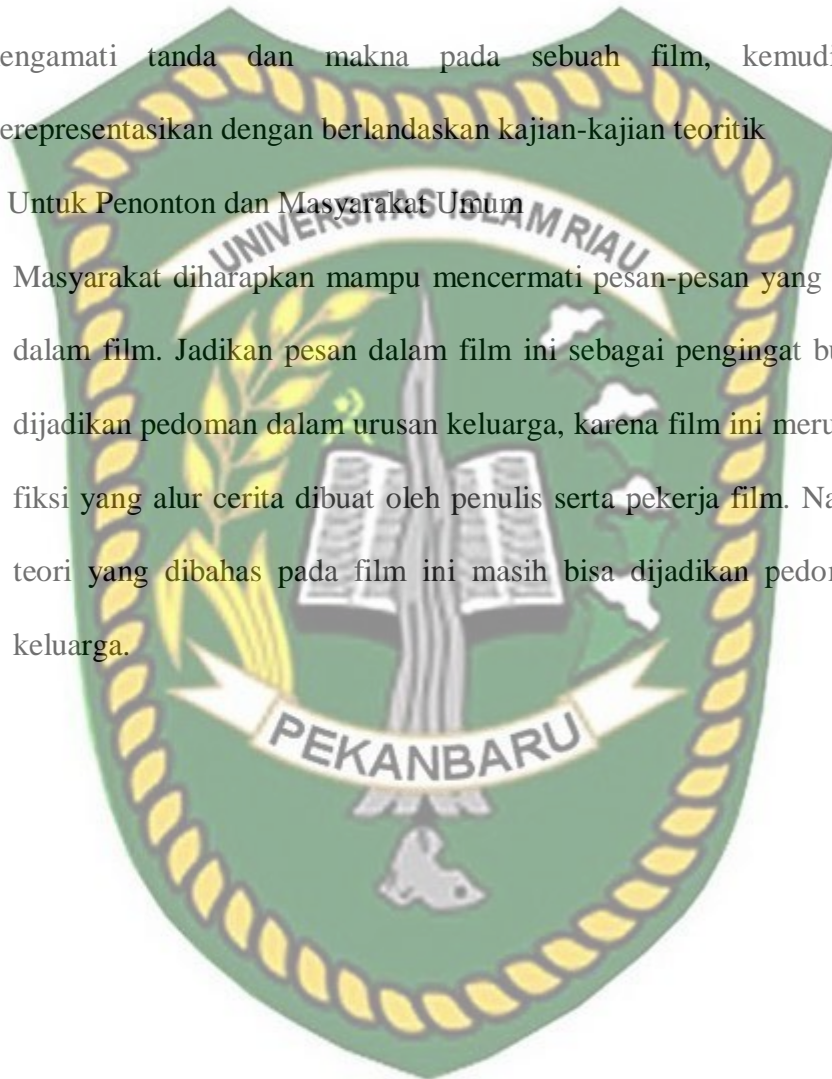 engamati tanda dan makna pada sebuah film, kemudi
erepresentasikan dengan berlandaskan kajian-kajian teoritik
Untuk Penonton dan Masyarakat Umum
UNIVERSITAS ISLAM RIAU
Masyarakat diharapkan mampu mencermati pesan-pesan yang
dalam film. Jadikan pesan dalam film ini sebagai pengingat bu
dijadikan pedoman dalam urusan keluarga, karena film ini meru
fiksi yang alur cerita dibuat oleh penulis serta pekerja film. Na
teori yang dibahas pada film ini masih bisa dijadikan pedor
keluarga.
PEKANBARU